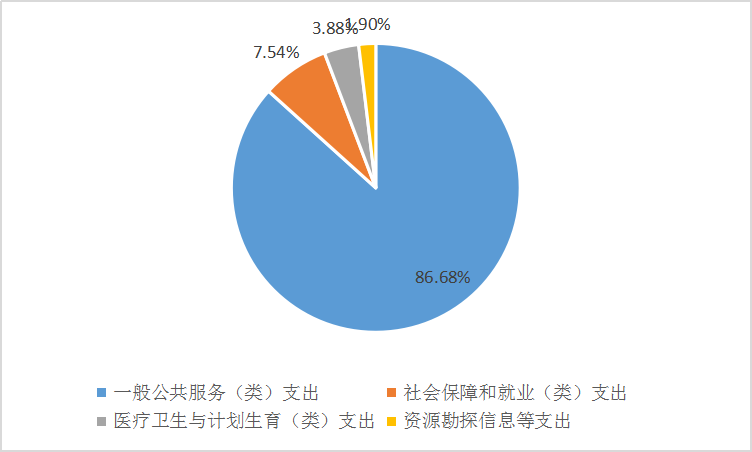 3.88%
1.90%
7.54%
86.68%
一般公共服务（类）支出
社会保障和就业（类）支出
医疗卫生与计划生育（类）支出
资源勘探信息等支出